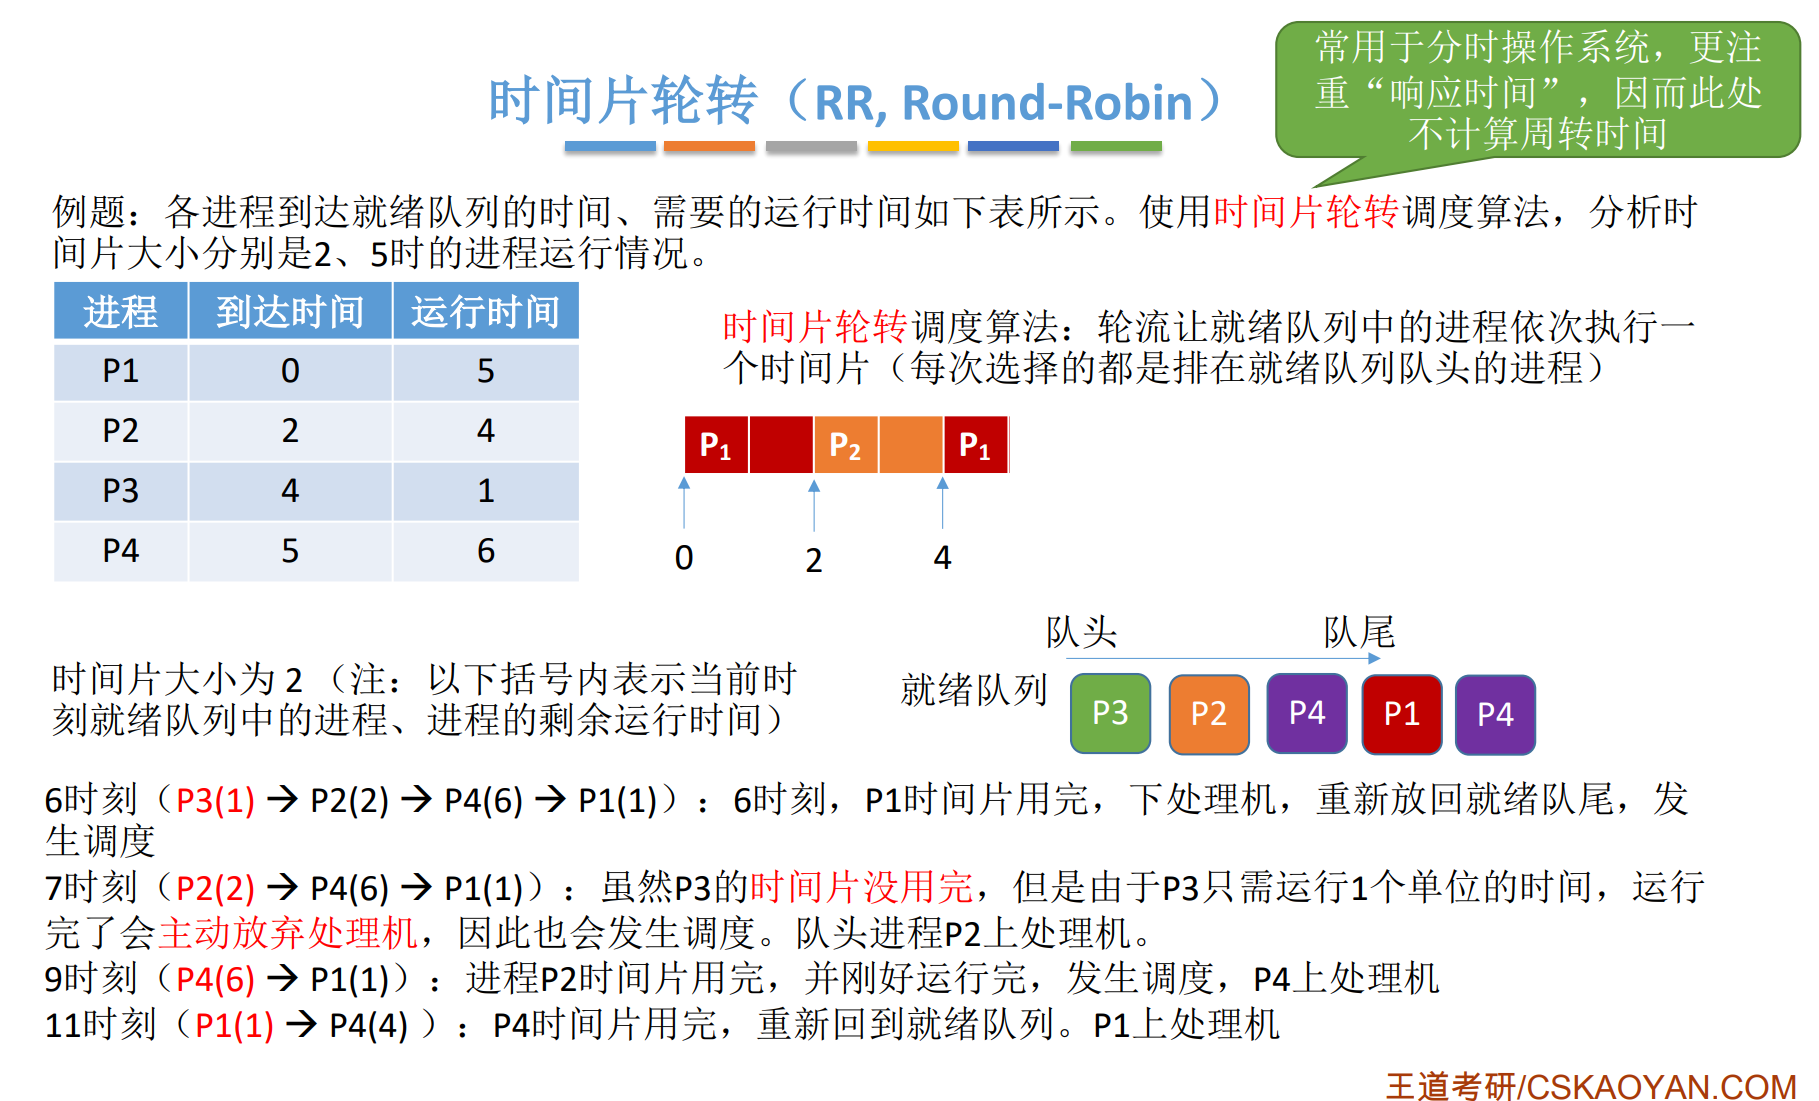 常用于分时操作系统，更注
重“响应时间”，因而此处
不计算周转时间
时间片轮转（RR, Round-Robin）
例题：各进程到达就绪队列的时间、需要的运行时间如下表所示。使用时间片轮转调度算法，分析时
间片大小分别是2、5时的进程运行情况。
进程 到达时间 运行时间
P1 0 5
P2 2 4
P3 4 1
P4 5 6
时间片轮转调度算法：轮流让就绪队列中的进程依次执行一
个时间片（每次选择的都是排在就绪队列队头的进程）
P1 P2 P1
0 2 4
队头 队尾
就绪队列 P3 P2 P4 P1 P4
时间片大小为 2 （注：以下括号内表示当前时
刻就绪队列中的进程、进程的剩余运行时间）
6时刻（P3(1) → P2(2) → P4(6) → P1(1)）：6时刻，P1时间片用完，下处理机，重新放回就绪队尾，发
生调度
7时刻（P2(2) → P4(6) → P1(1)）：虽然P3的时间片没用完，但是由于P3只需运行1个单位的时间，运行
完了会主动放弃处理机，因此也会发生调度。队头进程P2上处理机。
9时刻（P4(6) → P1(1)）：进程P2时间片用完，并刚好运行完，发生调度，P4上处理机
11时刻（P1(1) → P4(4) ）：P4时间片用完，重新回到就绪队列。P1上处理机
王道考研/CSKAOYAN.COM